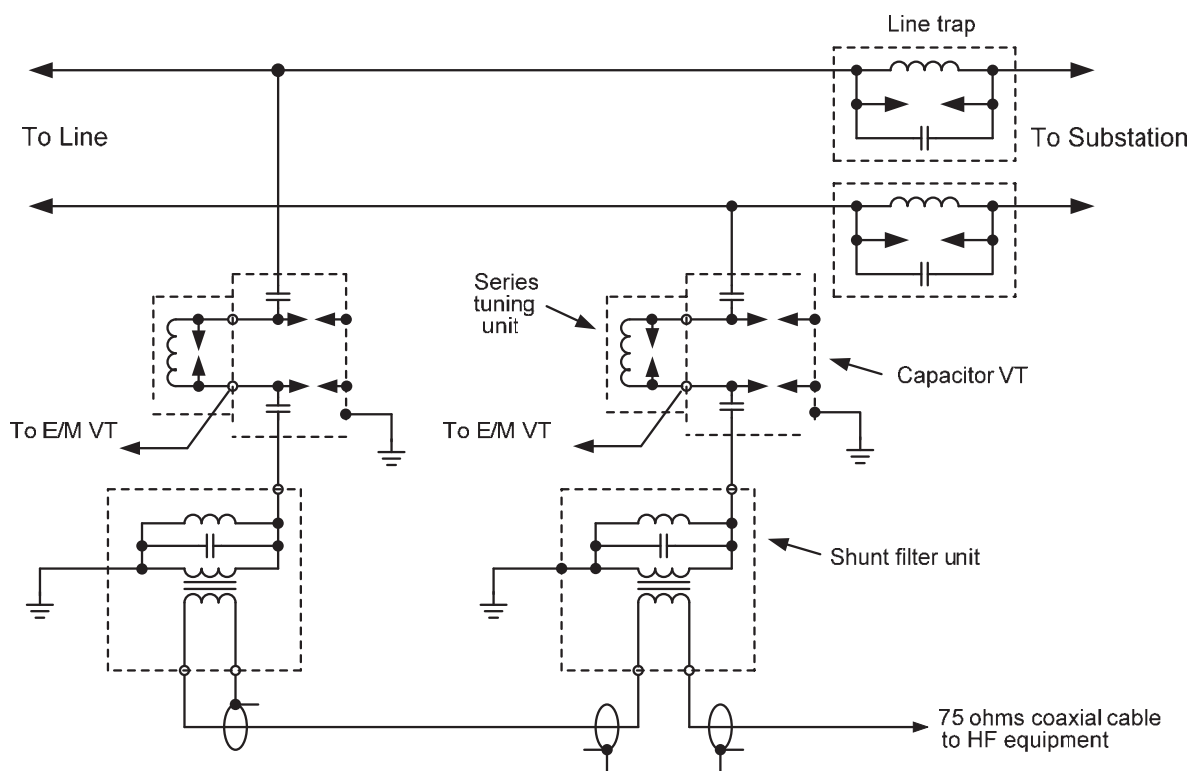 Line trap
To Line
To Substation
Series
tuning
unit
Capacitor VT
To E/M VT
To E/M VT
Shunt filter unit
75 ohms coaxial cable
to HF equipment